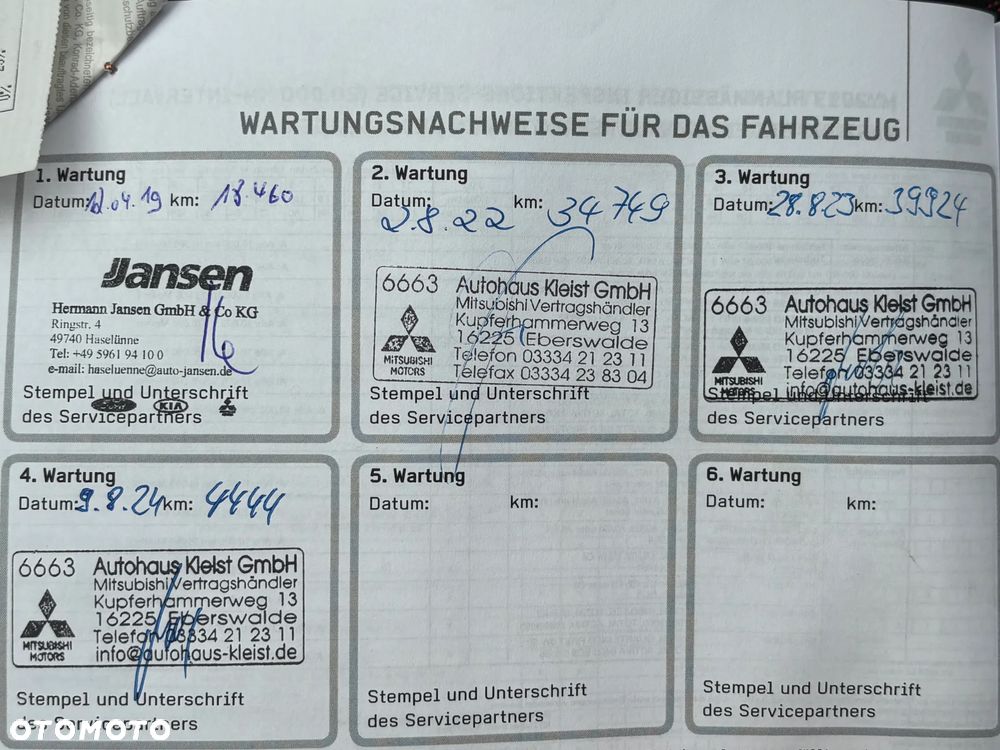 WARTUNGSNACHWEISE FÜR DAS FAHRZEUG
1. Wartung
Datum: 12.04.19 km: 13.460
Jansen
Hermann Jansen GmbH & Co KG
Ringstr. 4
49740 Haselünne
Tel: +49 5961 94 10 0
e-mail: haseluenne@auto-jansen.de
Stempel und Unterschrift
KIA
des Servicepartners
2. Wartung
Datum: km:
2.8.22 34 749
6663 Autohaus Kleist GmbH
Mitsubishi Vertragshändler
Kupferhammerweg 13
16225 Eberswalde
MITSUBISHI Telefon 03334 21 23 11
MOTORS Telefax 03334 23 83 04
Stempel und Unterschrift
des Servicepartners
3. Wartung
Datum: 28.8.23 km: 39924
6663 Autohaus Kleist GmbH
Mitsubishi Vertragshändler
Kupferhammerweg 13
16225 Eberswalde
MITSUBISHI Telefon 03334 21 23 11
MOTORS info@autohaus-kleist.de
Stempel und Unterschrift
des Servicepartners
4. Wartung
Datum: 9.8.24 km: 4444
6663 Autohaus Kleist GmbH
Mitsubishi Vertragshändler
Kupferhammerweg 13
16225 Eberswalde
MITSUBISHI Telefon 03334 21 23 11
MOTORS info@autohaus-kleist.de
Stempel und Unterschrift
des Servicepartners
5. Wartung
Datum: km:
Stempel und Unterschrift
des Servicepartners
6. Wartung
Datum: km:
Stempel und Unterschrift
des Servicepartners
OTOMOTO